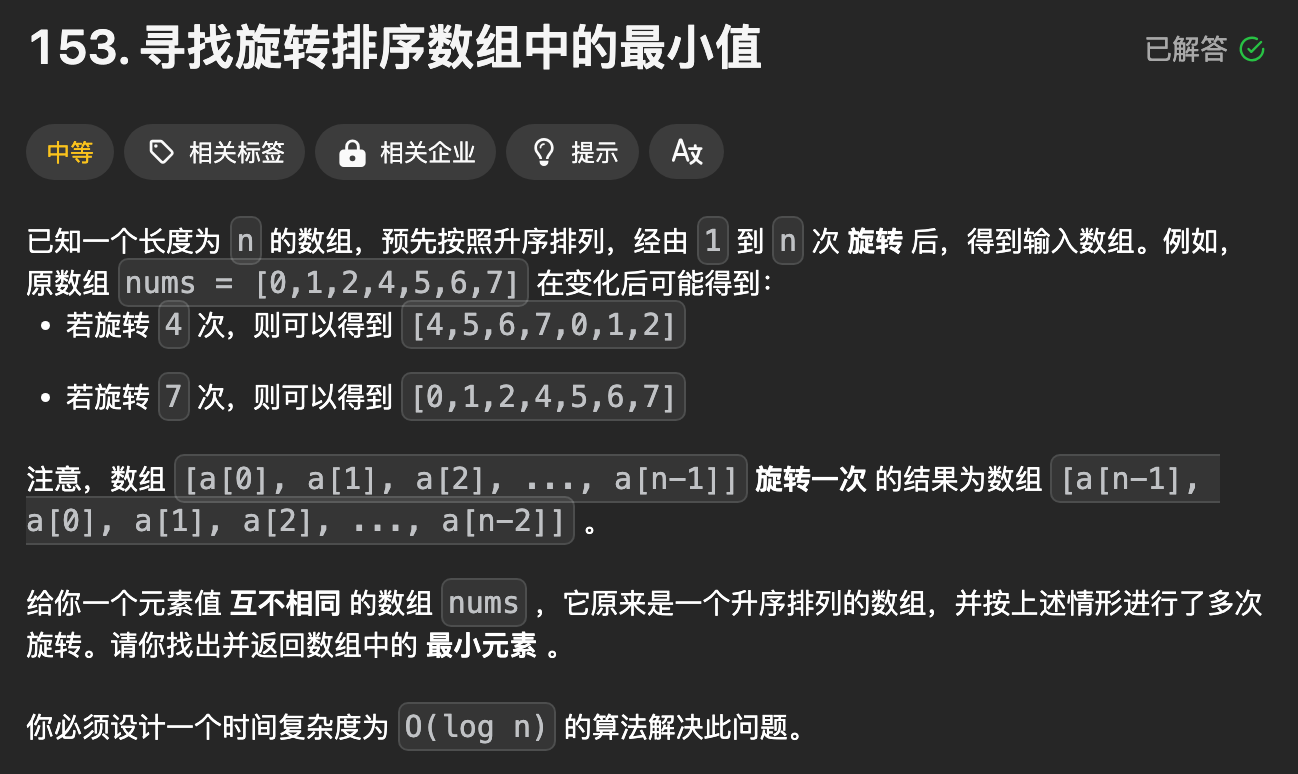 153. 寻找旋转排序数组中的最小值
已解答
中等
相关标签
相关企业
提示
A文
已知一个长度为 n 的数组，预先按照升序排列，经由 1 到 n 次 旋转 后，得到输入数组。例如，
原数组 nums = [0,1,2,4,5,6,7] 在变化后可能得到：
• 若旋转 4 次，则可以得到 [4,5,6,7,0,1,2]
• 若旋转 7 次，则可以得到 [0,1,2,4,5,6,7]
注意，数组 [a[0], a[1], a[2], ..., a[n-1]] 旋转一次 的结果为数组 [a[n-1],
a[0], a[1], a[2], ..., a[n-2]] 。
给你一个元素值 互不相同 的数组 nums ，它原来是一个升序排列的数组，并按上述情形进行了多次
旋转。请你找出并返回数组中的 最小元素 。
你必须设计一个时间复杂度为 O(log n) 的算法解决此问题。